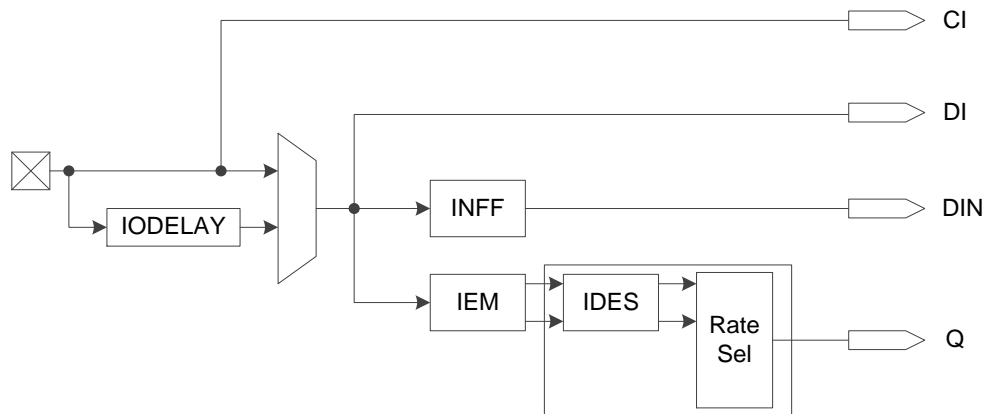 CI
DI
IODELAY
INFF
DIN
IEM
IDES
Rate
Sel
Q